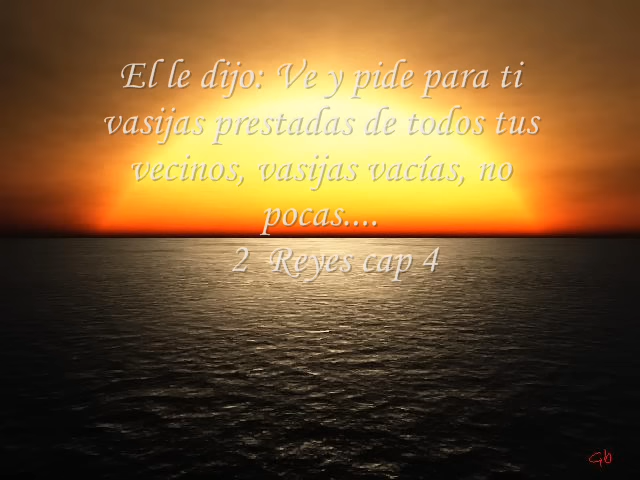 El le dijo: Ve y pide para ti
vasijas prestadas de todos tus
vecinos, vasijas vacías, no
pocas....
2 Reyes cap 4